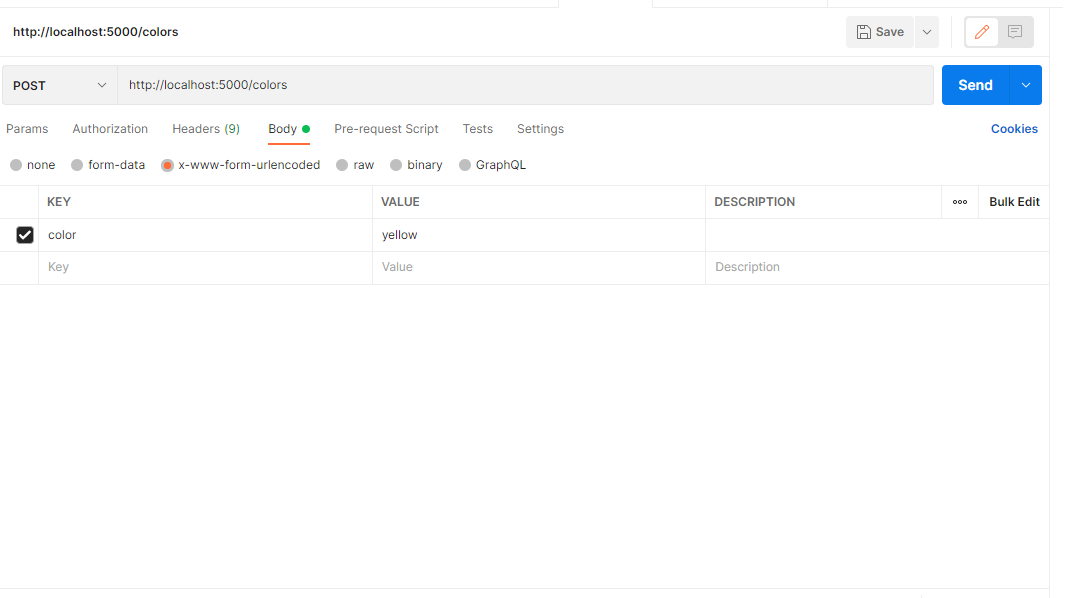 http://localhost:5000/colors Save
POST http://localhost:5000/colors Send
Params Authorization Headers (9) Body Pre-request Script Tests Settings Cookies
none form-data x-www-form-urlencoded raw binary GraphQL
KEY VALUE DESCRIPTION Bulk Edit
color yellow
Key Value Description